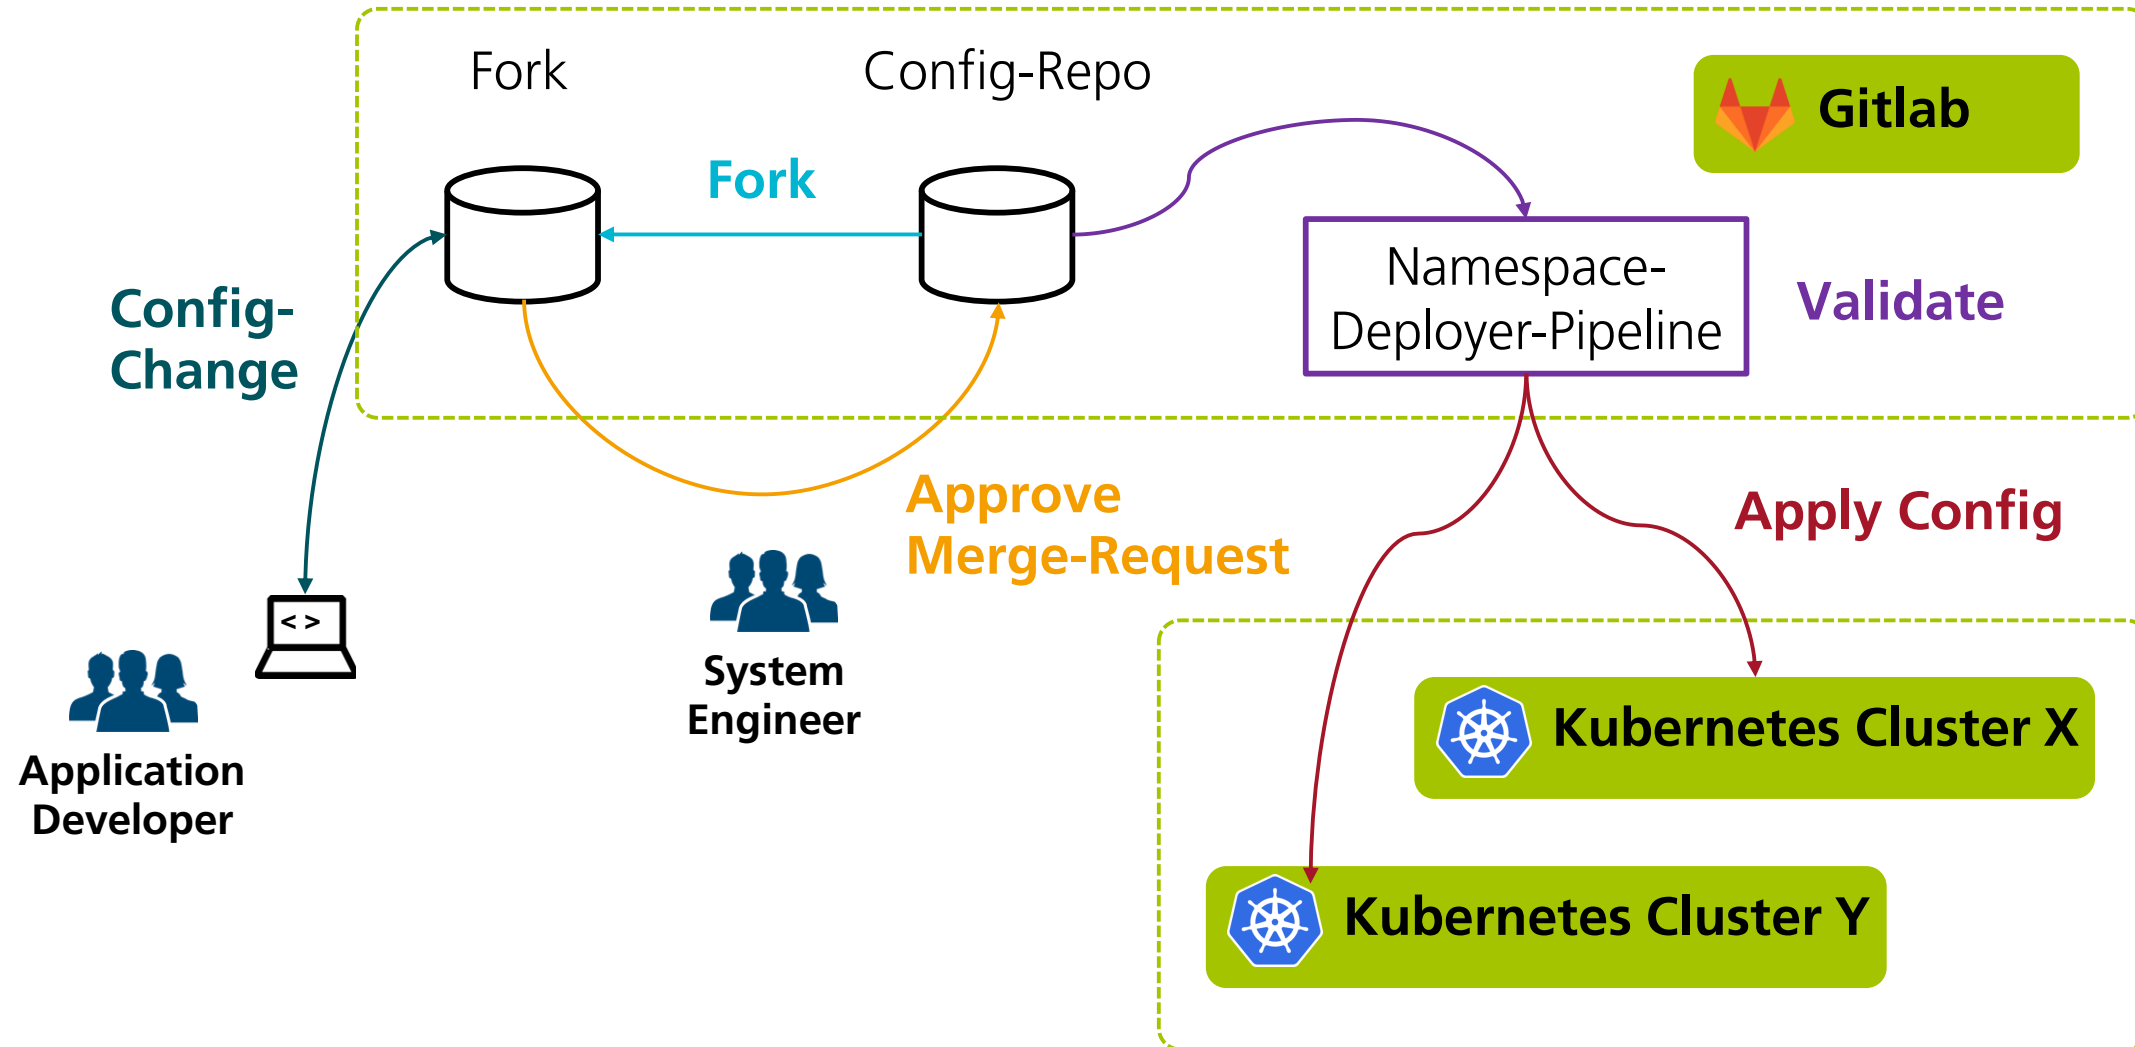 Fork
Config-Repo
Gitlab
Fork
Namespace-
Deployer-Pipeline
Validate
Config-
Change
Approve
Merge-Request
Apply Config
< >
System
Engineer
Application
Developer
Kubernetes Cluster X
Kubernetes Cluster Y